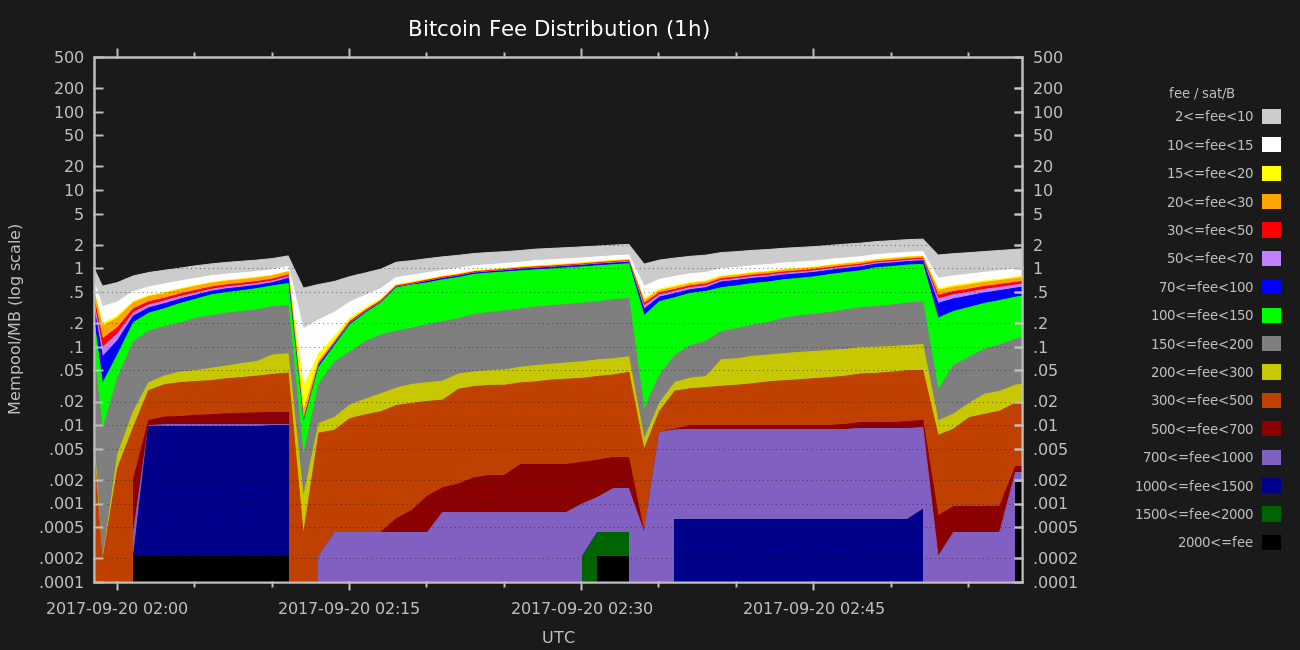 Bitcoin Fee Distribution (1h)
500 500
200 200
100 100
50 50
20 20
10 10
5 5
2 2
1 1
.5 .5
.2 .2
.1 .1
.05 .05
.02 .02
.01 .01
.005 .005
.002 .002
.001 .001
.0005 .0005
.0002 .0002
.0001 .0001
Mempool/MB (log scale)
2017-09-20 02:00 2017-09-20 02:15 2017-09-20 02:30 2017-09-20 02:45
UTC
fee / sat/B
2<=fee<10
10<=fee<15
15<=fee<20
20<=fee<30
30<=fee<50
50<=fee<70
70<=fee<100
100<=fee<150
150<=fee<200
200<=fee<300
300<=fee<500
500<=fee<700
700<=fee<1000
1000<=fee<1500
1500<=fee<2000
2000<=fee